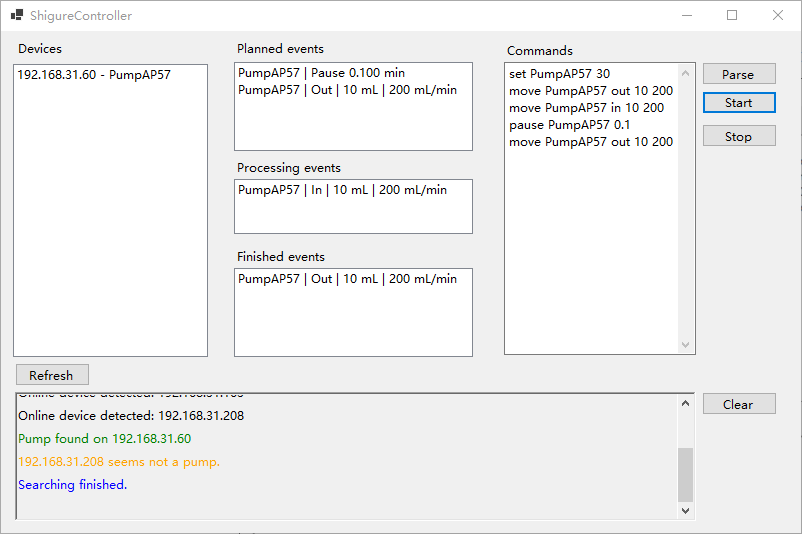 ShigureController
Devices
192.168.31.60 - PumpAP57
Planned events
PumpAP57 | Pause 0.100 min
PumpAP57 | Out | 10 mL | 200 mL/min
Processing events
PumpAP57 | In | 10 mL | 200 mL/min
Finished events
PumpAP57 | Out | 10 mL | 200 mL/min
Commands
set PumpAP57 30
move PumpAP57 out 10 200
move PumpAP57 in 10 200
pause PumpAP57 0.1
move PumpAP57 out 10 200
Parse
Start
Stop
Refresh
Online device detected:
Online device detected: 192.168.31.208
Pump found on 192.168.31.60
192.168.31.208 seems not a pump.
Searching finished.
Clear